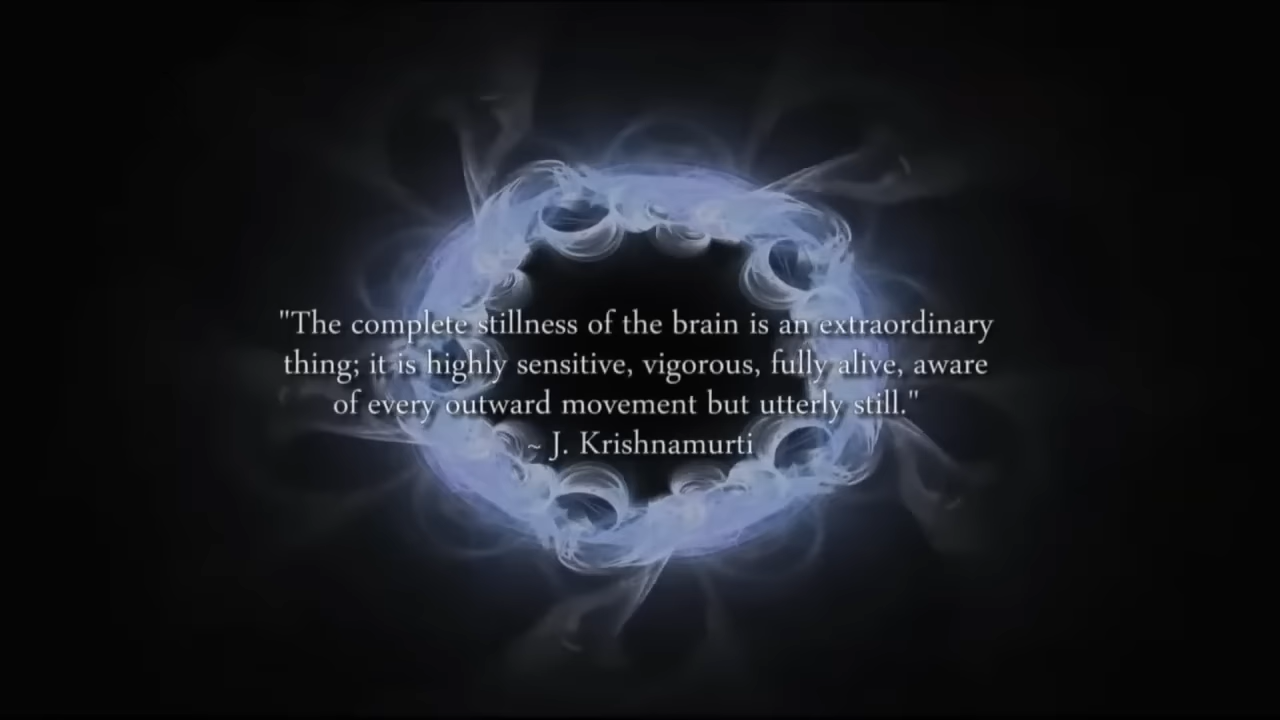 "The complete stillness of the brain is an extraordinary
thing; it is highly sensitive, vigorous, fully alive, aware
of every outward movement but utterly still."
~ J. Krishnamurti